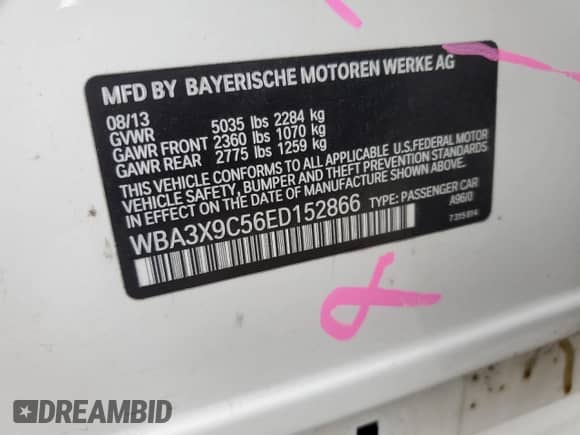 MFD BY BAYERISCHE MOTOREN WERKE AG
08/13
GVWR 5035 lbs 2284 kg
GAWR FRONT 2360 lbs 1070 kg
GAWR REAR 2775 lbs 1259 kg
THIS VEHICLE CONFORMS TO ALL APPLICABLE U.S. FEDERAL MOTOR
VEHICLE SAFETY, BUMPER AND THEFT PREVENTION STANDARDS
IN EFFECT ON THE DATE OF MANUFACTURE SHOWN ABOVE.
WBA3X9C56ED152866 TYPE: PASSENGER CAR
A96/0
7315814
DREAMBID